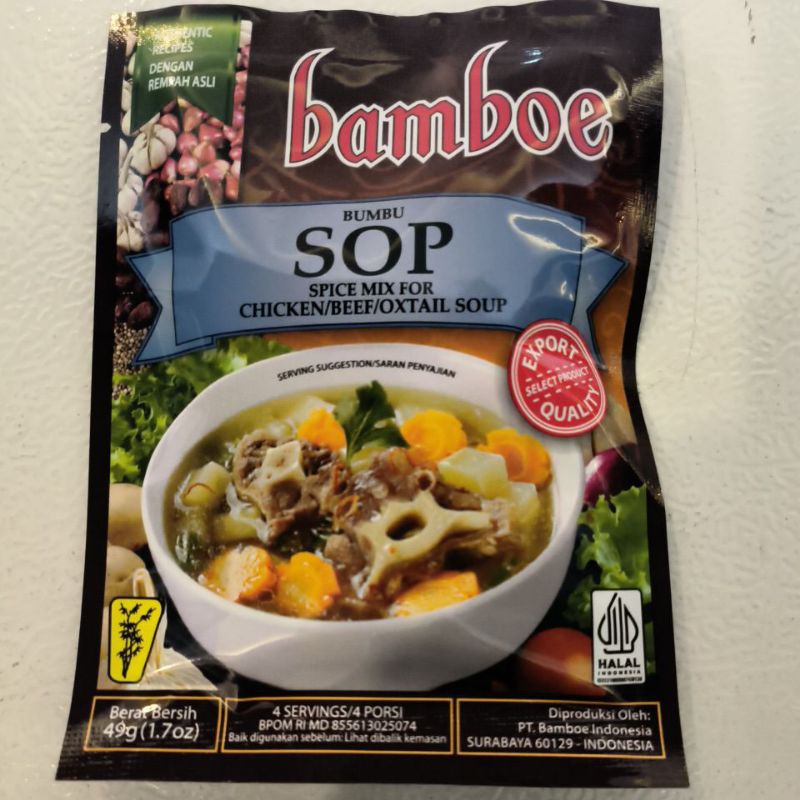 AUTHENTIC
RECIPES
DENGAN
REMPAH ASLI
bamboe
BUMBU
SOP
SPICE MIX FOR
CHICKEN/BEEF/OXTAIL SOUP
EXPORT
SELECT PRODUCT
QUALITY
SERVING SUGGESTION/SARAN PENYAJIAN
HALAL
INDONESIA
Berat Bersih
49g (1.7oz)
4 SERVINGS/4 PORSI
BPOM RI MD 855613025074
Baik digunakan sebelum: Lihat dibalik kemasan
Diproduksi Oleh:
PT. Bamboe Indonesia
SURABAYA 60129 - INDONESIA